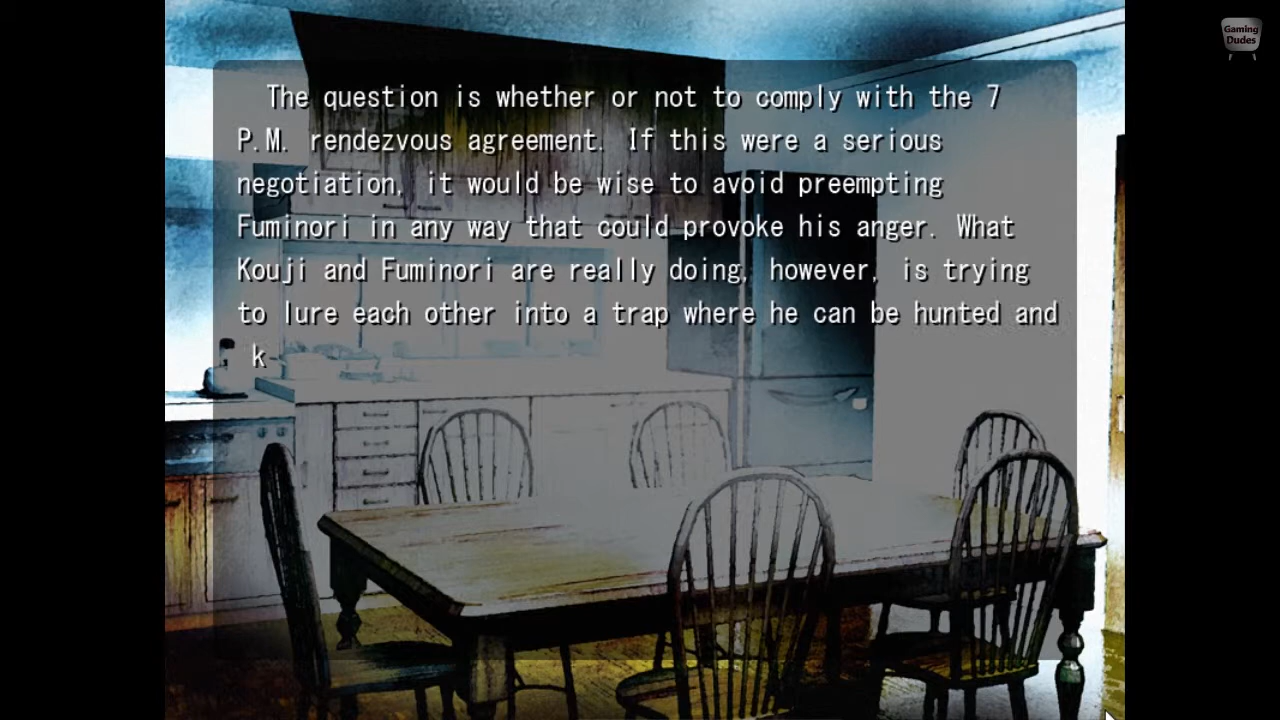 The question is whether or not to comply with the 7
P.M. rendezvous agreement. If this were a serious
negotiation, it would be wise to avoid preempting
Fuminori in any way that could provoke his anger. What
Kouji and Fuminori are really doing, however, is trying
to lure each other into a trap where he can be hunted and
k
Gaming
Dudes